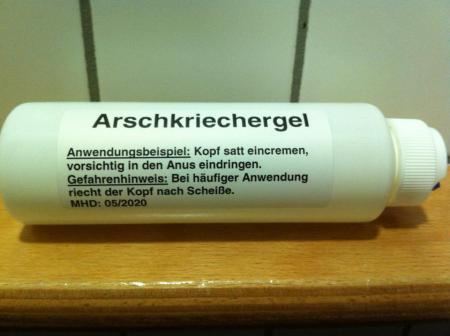 Arschkriechergel
Anwendungsbeispiel: Kopf satt eincremen,
vorsichtig in den Anus eindringen.
Gefahrenhinweis: Bei häufiger Anwendung
riecht der Kopf nach Scheiße.
MHD: 05/2020